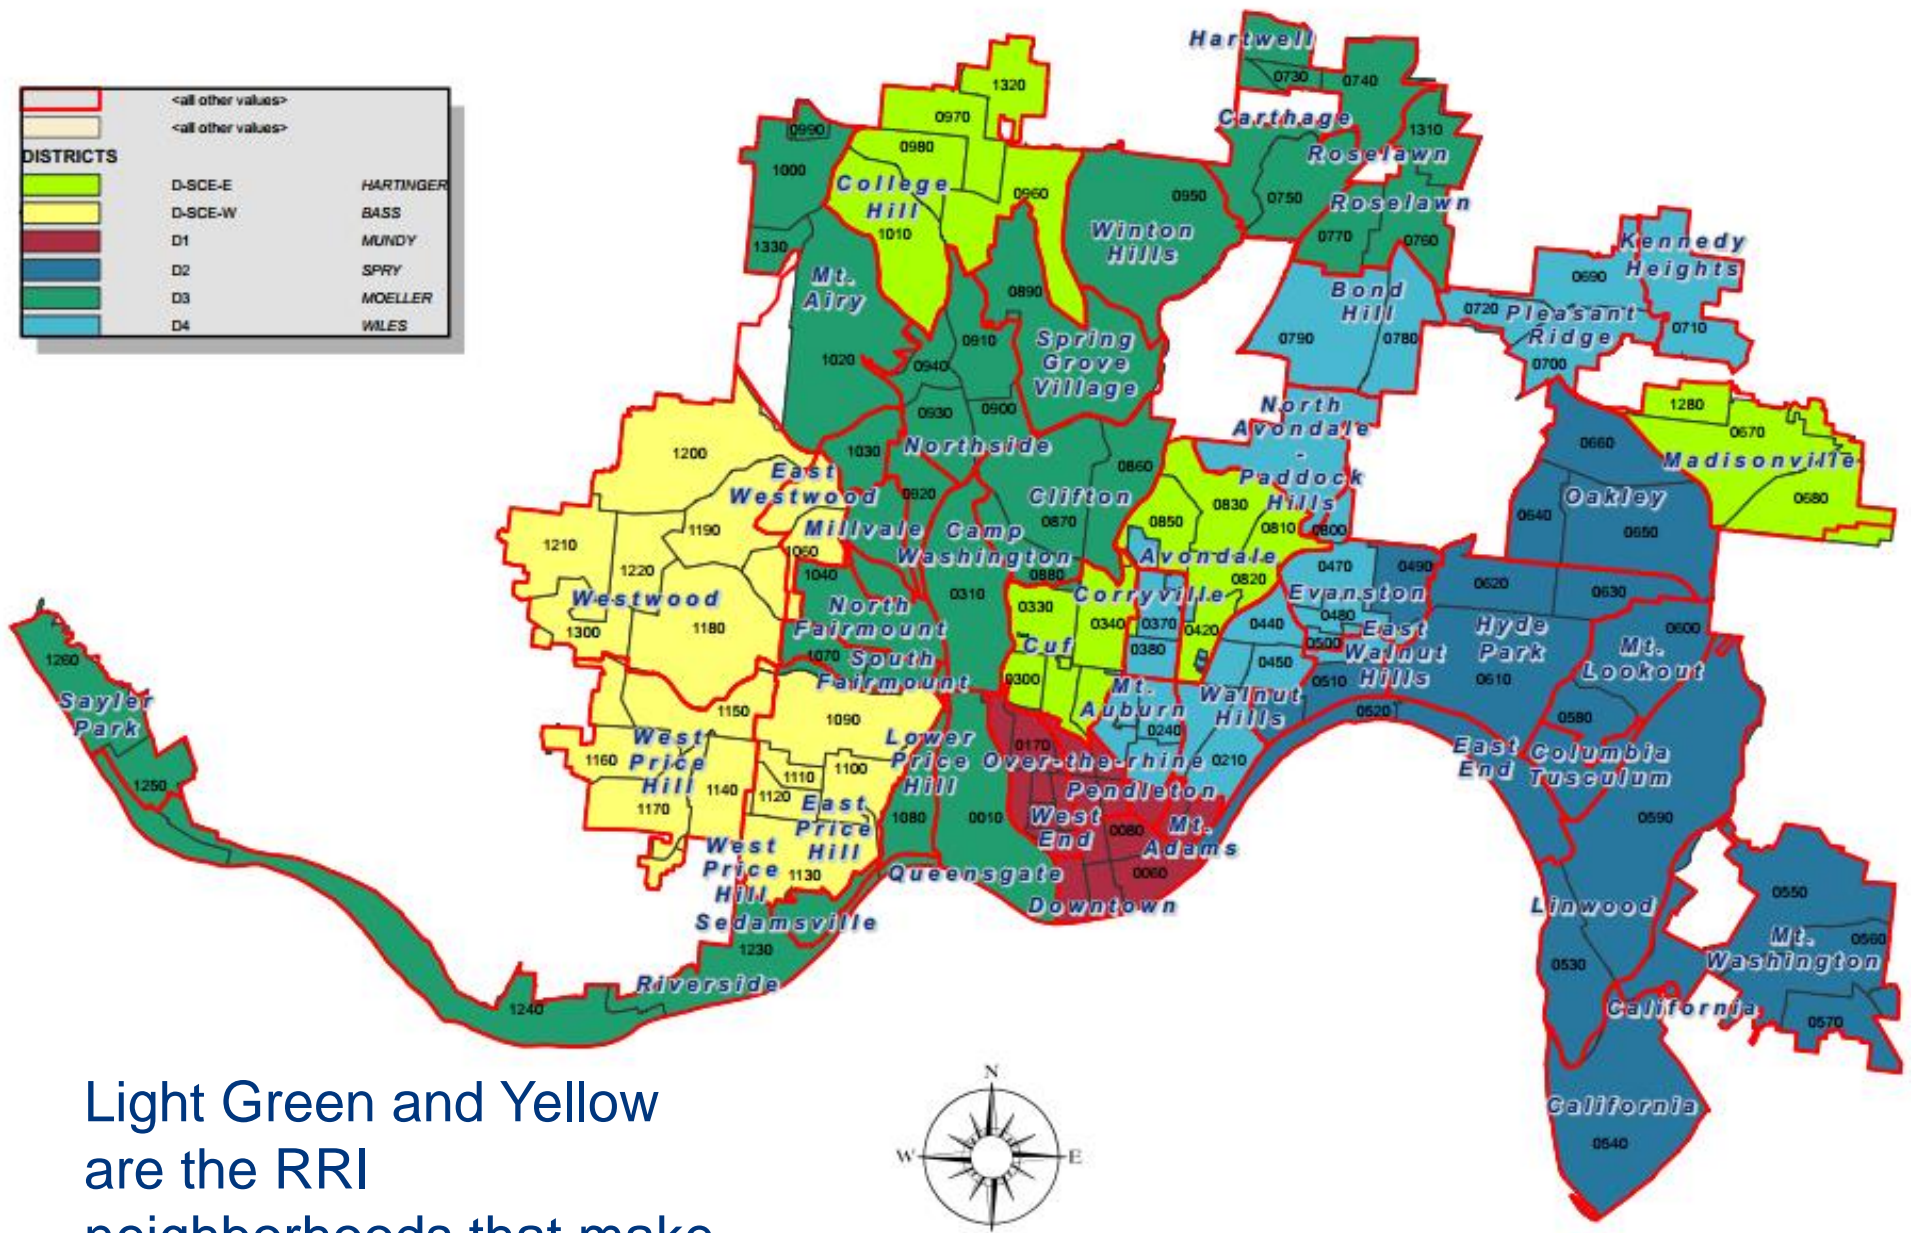 <all other values>
<all other values>
DISTRICTS
D-SCE-E HARTINGER
D-SCE-W BASS
D1 MUNDY
D2 SPRY
D3 MOELLER
D4 WILES
Hartwell
0730
0740
Carthage
1310
Roselawn
0750
Roselawn
0770
0760
1320
0970
0980
0960
College
Hill
1010
0990
1000
1330
0950
Winton
Hills
Mt.
Airy
1020
0890
0910
0940
0930
0900
Spring
Grove
Village
Northside
Kennedy
Heights
0690
0720
Pleasant
Ridge
0710
0700
Bond
Hill
0790
0780
North
Avondale
-
Paddock
Hills
0800
1280
0670
Madisonville
0680
0660
Oakley
0640
0650
1200
East
Westwood
1030
0920
Millvale
1190
1210
1060
1220
Westwood
1300
1180
1040
North
Fairmount
1070
South
Fairmount
Camp
Washington
0310
Clifton
0860
0870
0880
0850
0830
0810
Avondale
0820
Corryville
0330
0340
0370
0420
0380
Cuf
0300
0470
0490
Evanston
0480
0500
East
Walnut
Hills
0510
0520
0440
0450
Walnut
Hills
0210
Mt.
Auburn
0240
0620
0630
0600
Hyde
Park
0610
Mt.
Lookout
0580
East
End
Columbia
Tusculum
0590
1260
Sayler
Park
1250
1150
1090
West
Price
Hill
1160
1140
1170
1110
1100
1120
East
Price
Hill
1130
West
Price
Hill
Lower
Price
Hill
1080
0010
Queensgate
0170
Over-the-rhine
Pendleton
West
End
0080
Mt.
Adams
0060
Downtown
Sedamsville
1230
Riverside
1240
Linwood
0530
0550
0560
Mt.
Washington
California
0570
California
0540
N
W
E
Light Green and Yellow
are the RRI
neighborhoods that make